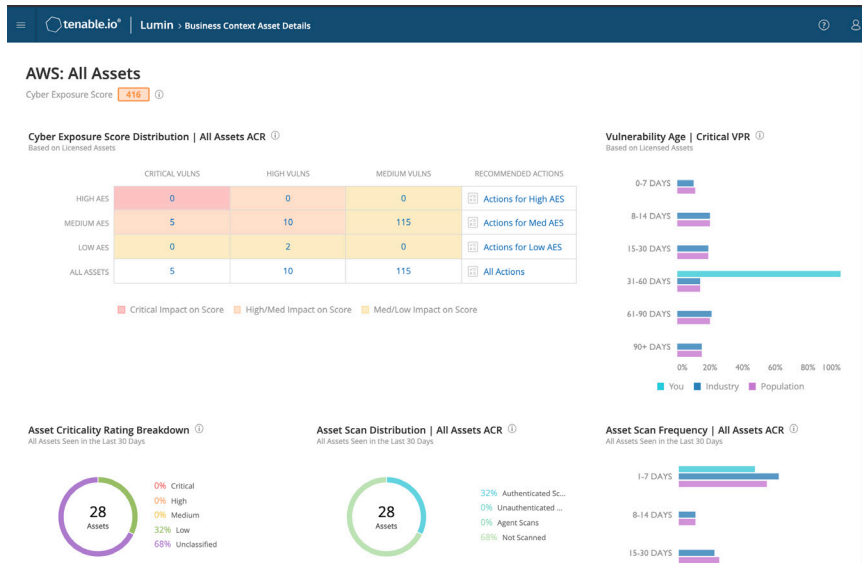 tenable.io® | Lumin > Business Context Asset Details
AWS: All Assets
Cyber Exposure Score 416
Cyber Exposure Score Distribution | All Assets ACR
Based on Licensed Assets
CRITICAL VULNS HIGH VULNS MEDIUM VULNS RECOMMENDED ACTIONS
HIGH AES 0 0 0 Actions for High AES
MEDIUM AES 5 10 115 Actions for Med AES
LOW AES 0 2 0 Actions for Low AES
ALL ASSETS 5 10 115 All Actions
Critical Impact on Score High/Med Impact on Score Med/Low Impact on Score
Vulnerability Age | Critical VPR
Based on Licensed Assets
0-7 DAYS
8-14 DAYS
15-30 DAYS
31-60 DAYS
61-90 DAYS
90+ DAYS
0% 20% 40% 60% 80% 100%
You Industry Population
Asset Criticality Rating Breakdown
All Assets Seen in the Last 30 Days
28
Assets
0% Critical
0% High
0% Medium
32% Low
68% Unclassified
Asset Scan Distribution | All Assets ACR
All Assets Seen in the Last 30 Days
28
Assets
32% Authenticated Sc...
0% Unauthenticated ...
0% Agent Scans
68% Not Scanned
Asset Scan Frequency | All Assets ACR
All Assets Seen in the Last 30 Days
1-7 DAYS
8-14 DAYS
15-30 DAYS